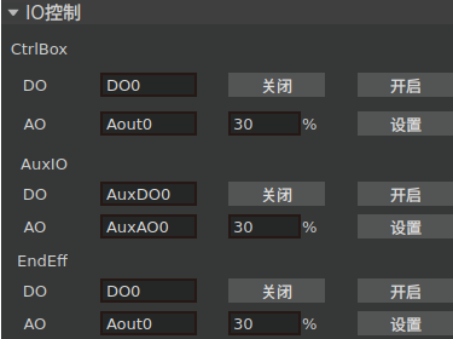 IO控制
CtrlBox
DO DO0 关闭 开启
AO Aout0 30 % 设置
AuxIO
DO AuxDO0 关闭 开启
AO AuxAO0 30 % 设置
EndEff
DO DO0 关闭 开启
AO Aout0 30 % 设置